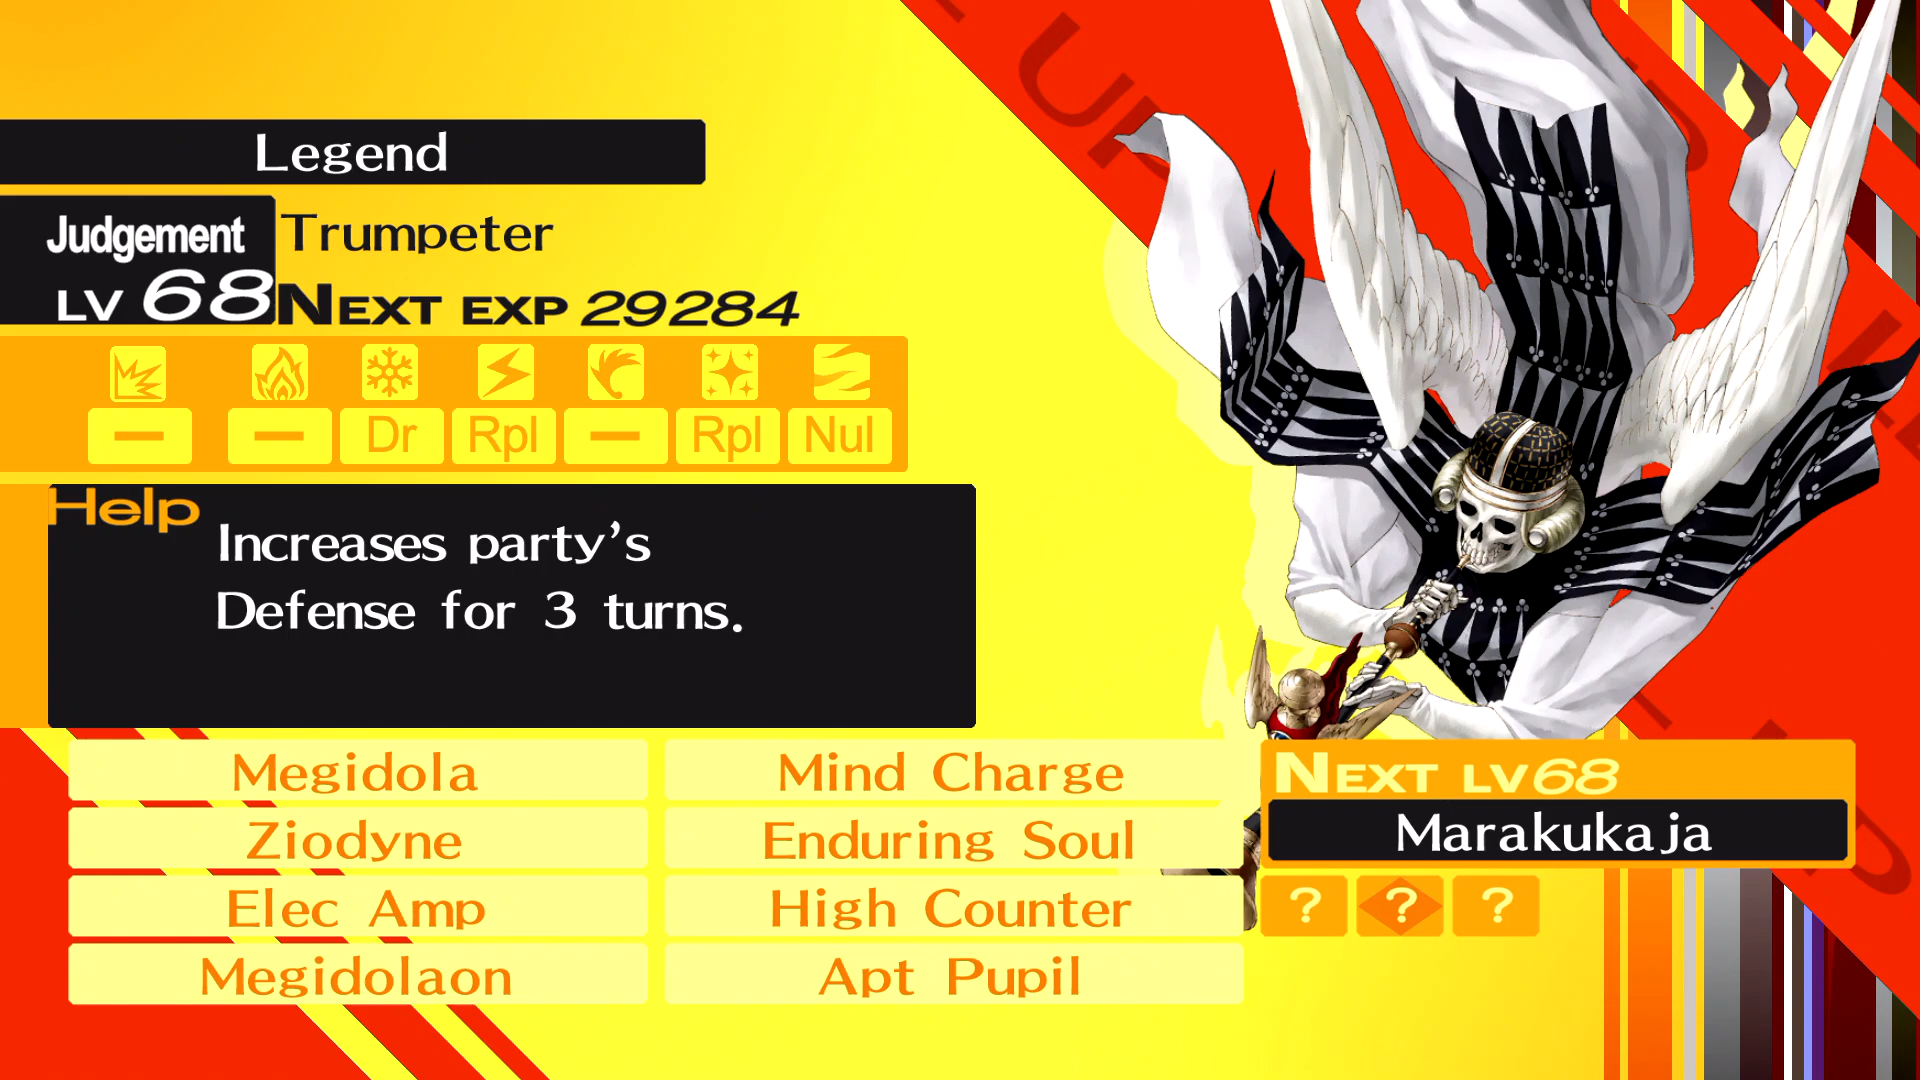 Legend
Judgement Trumpeter
LV 68 NEXT EXP 29284
— — Dr Rpl — Rpl Nul
Help
Increases party's
Defense for 3 turns.
Megidola Mind Charge
Ziodyne Enduring Soul
Elec Amp High Counter
Megidolaon Apt Pupil
NEXT LV68
Marakukaja
? ? ?